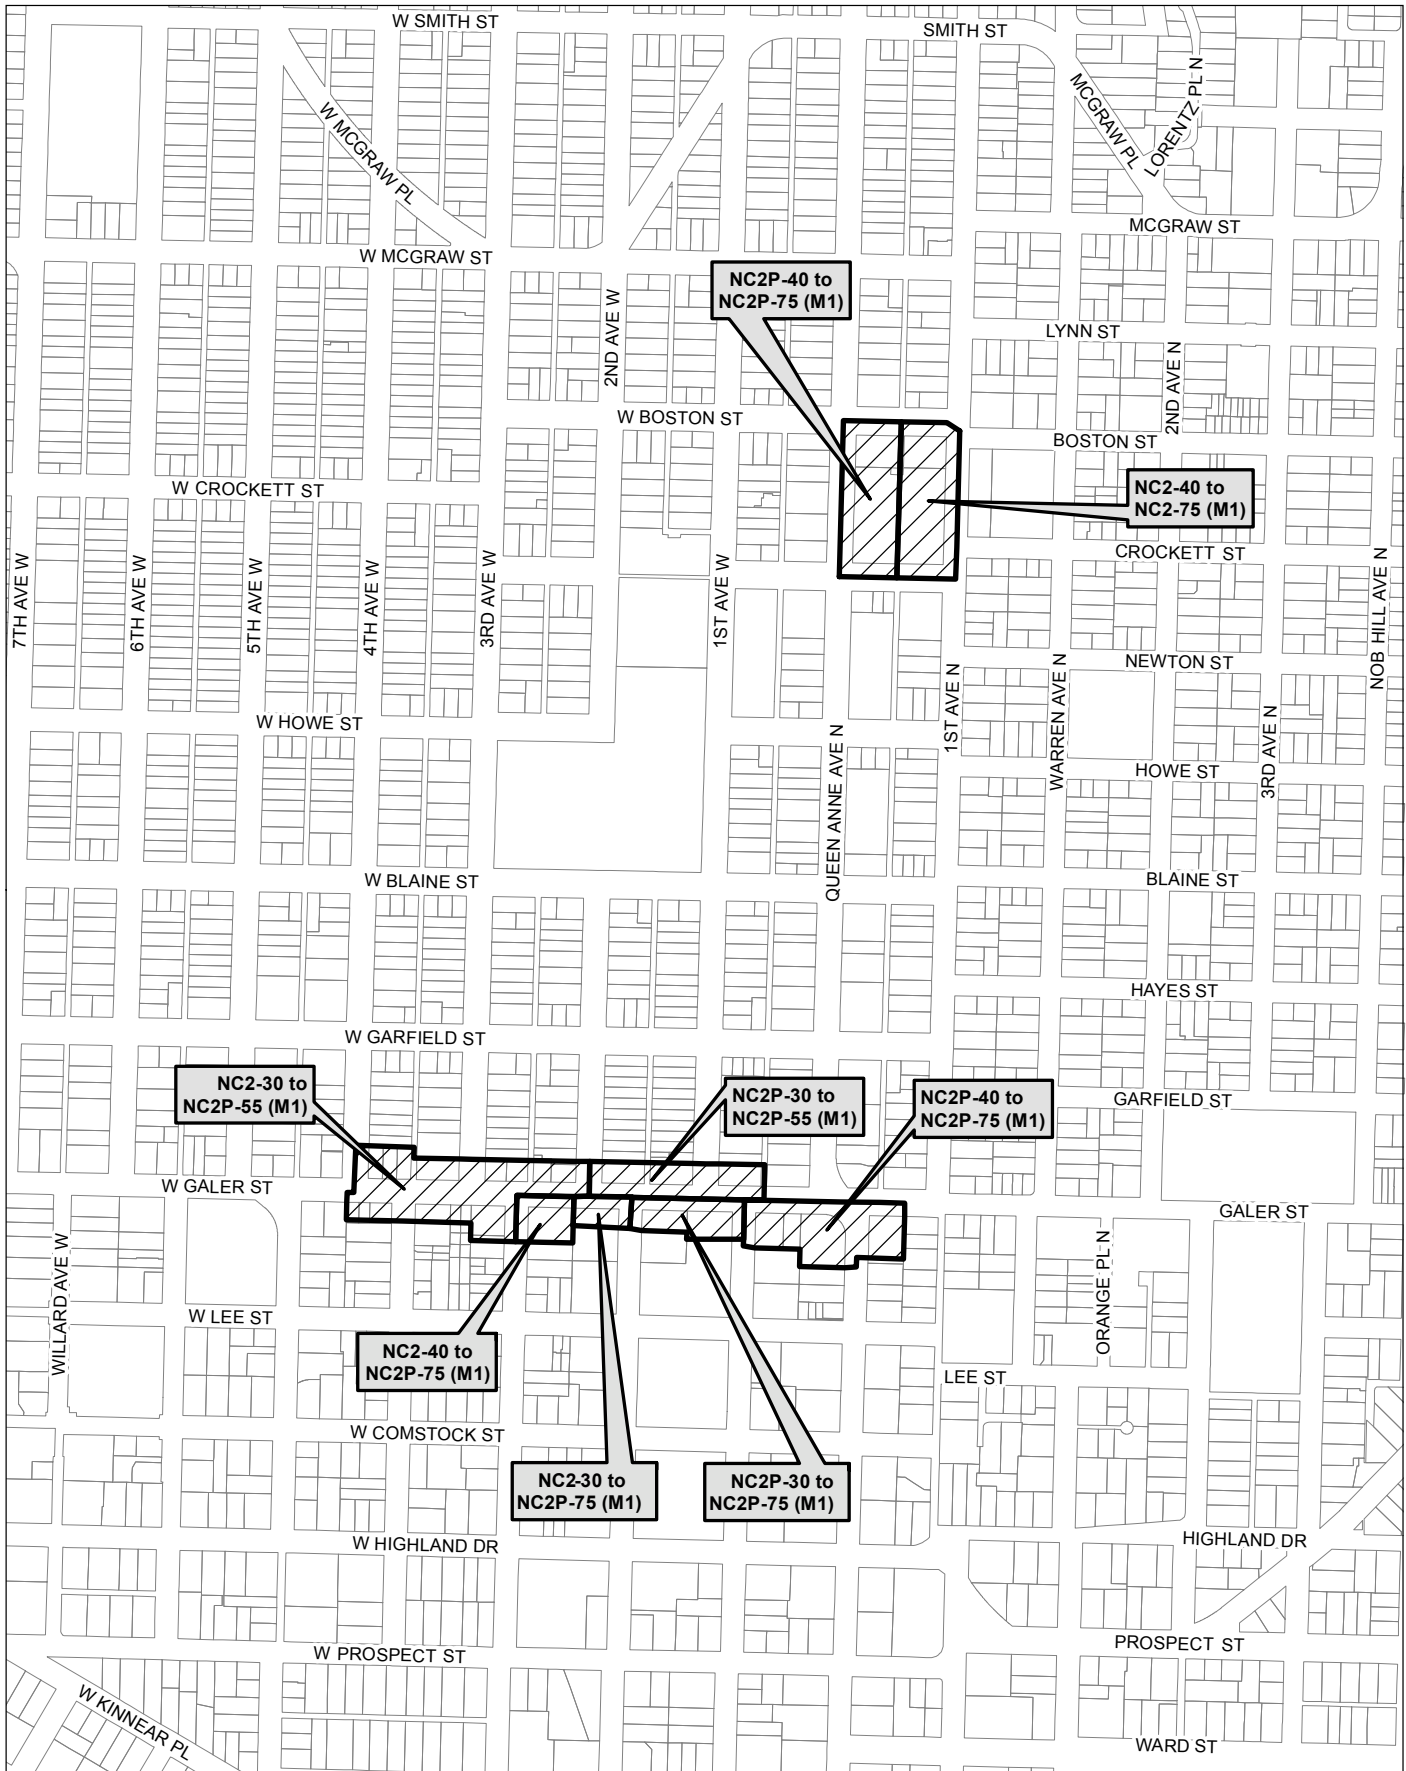 W SMITH ST
SMITH ST
W MCGRAW PL
MCGRAW PL
LORENTZ PL N
MCGRAW ST
W MCGRAW ST
NC2P-40 to
NC2P-75 (M1)
2ND AVE W
LYNN ST
2ND AVE N
W BOSTON ST
BOSTON ST
W CROCKETT ST
NC2-40 to
NC2-75 (M1)
CROCKETT ST
7TH AVE W
6TH AVE W
5TH AVE W
4TH AVE W
3RD AVE W
1ST AVE W
NOB HILL AVE N
NEWTON ST
1ST AVE N
WARREN AVE N
W HOWE ST
QUEEN ANNE AVE N
3RD AVE N
HOWE ST
W BLAINE ST
BLAINE ST
HAYES ST
W GARFIELD ST
NC2-30 to
NC2P-55 (M1)
NC2P-30 to
NC2P-55 (M1)
NC2P-40 to
NC2P-75 (M1)
GARFIELD ST
W GALER ST
GALER ST
WILLARD AVE W
ORANGE PL N
W LEE ST
NC2-40 to
NC2P-75 (M1)
LEE ST
W COMSTOCK ST
NC2-30 to
NC2P-75 (M1)
NC2P-30 to
NC2P-75 (M1)
W HIGHLAND DR
HIGHLAND DR
W PROSPECT ST
PROSPECT ST
W KINNEAR PL
WARD ST